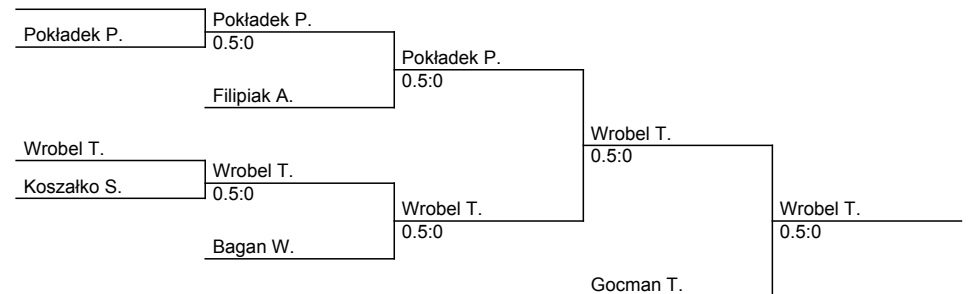 Pokładek P.
Pokładek P.
0.5:0
Pokładek P.
0.5:0
Filipiak A.
Wrobel T.
0.5:0
Wrobel T.
Wrobel T.
0.5:0
Koszałko S.
Wrobel T.
0.5:0
Wrobel T.
0.5:0
Bagan W.
Gocman T.